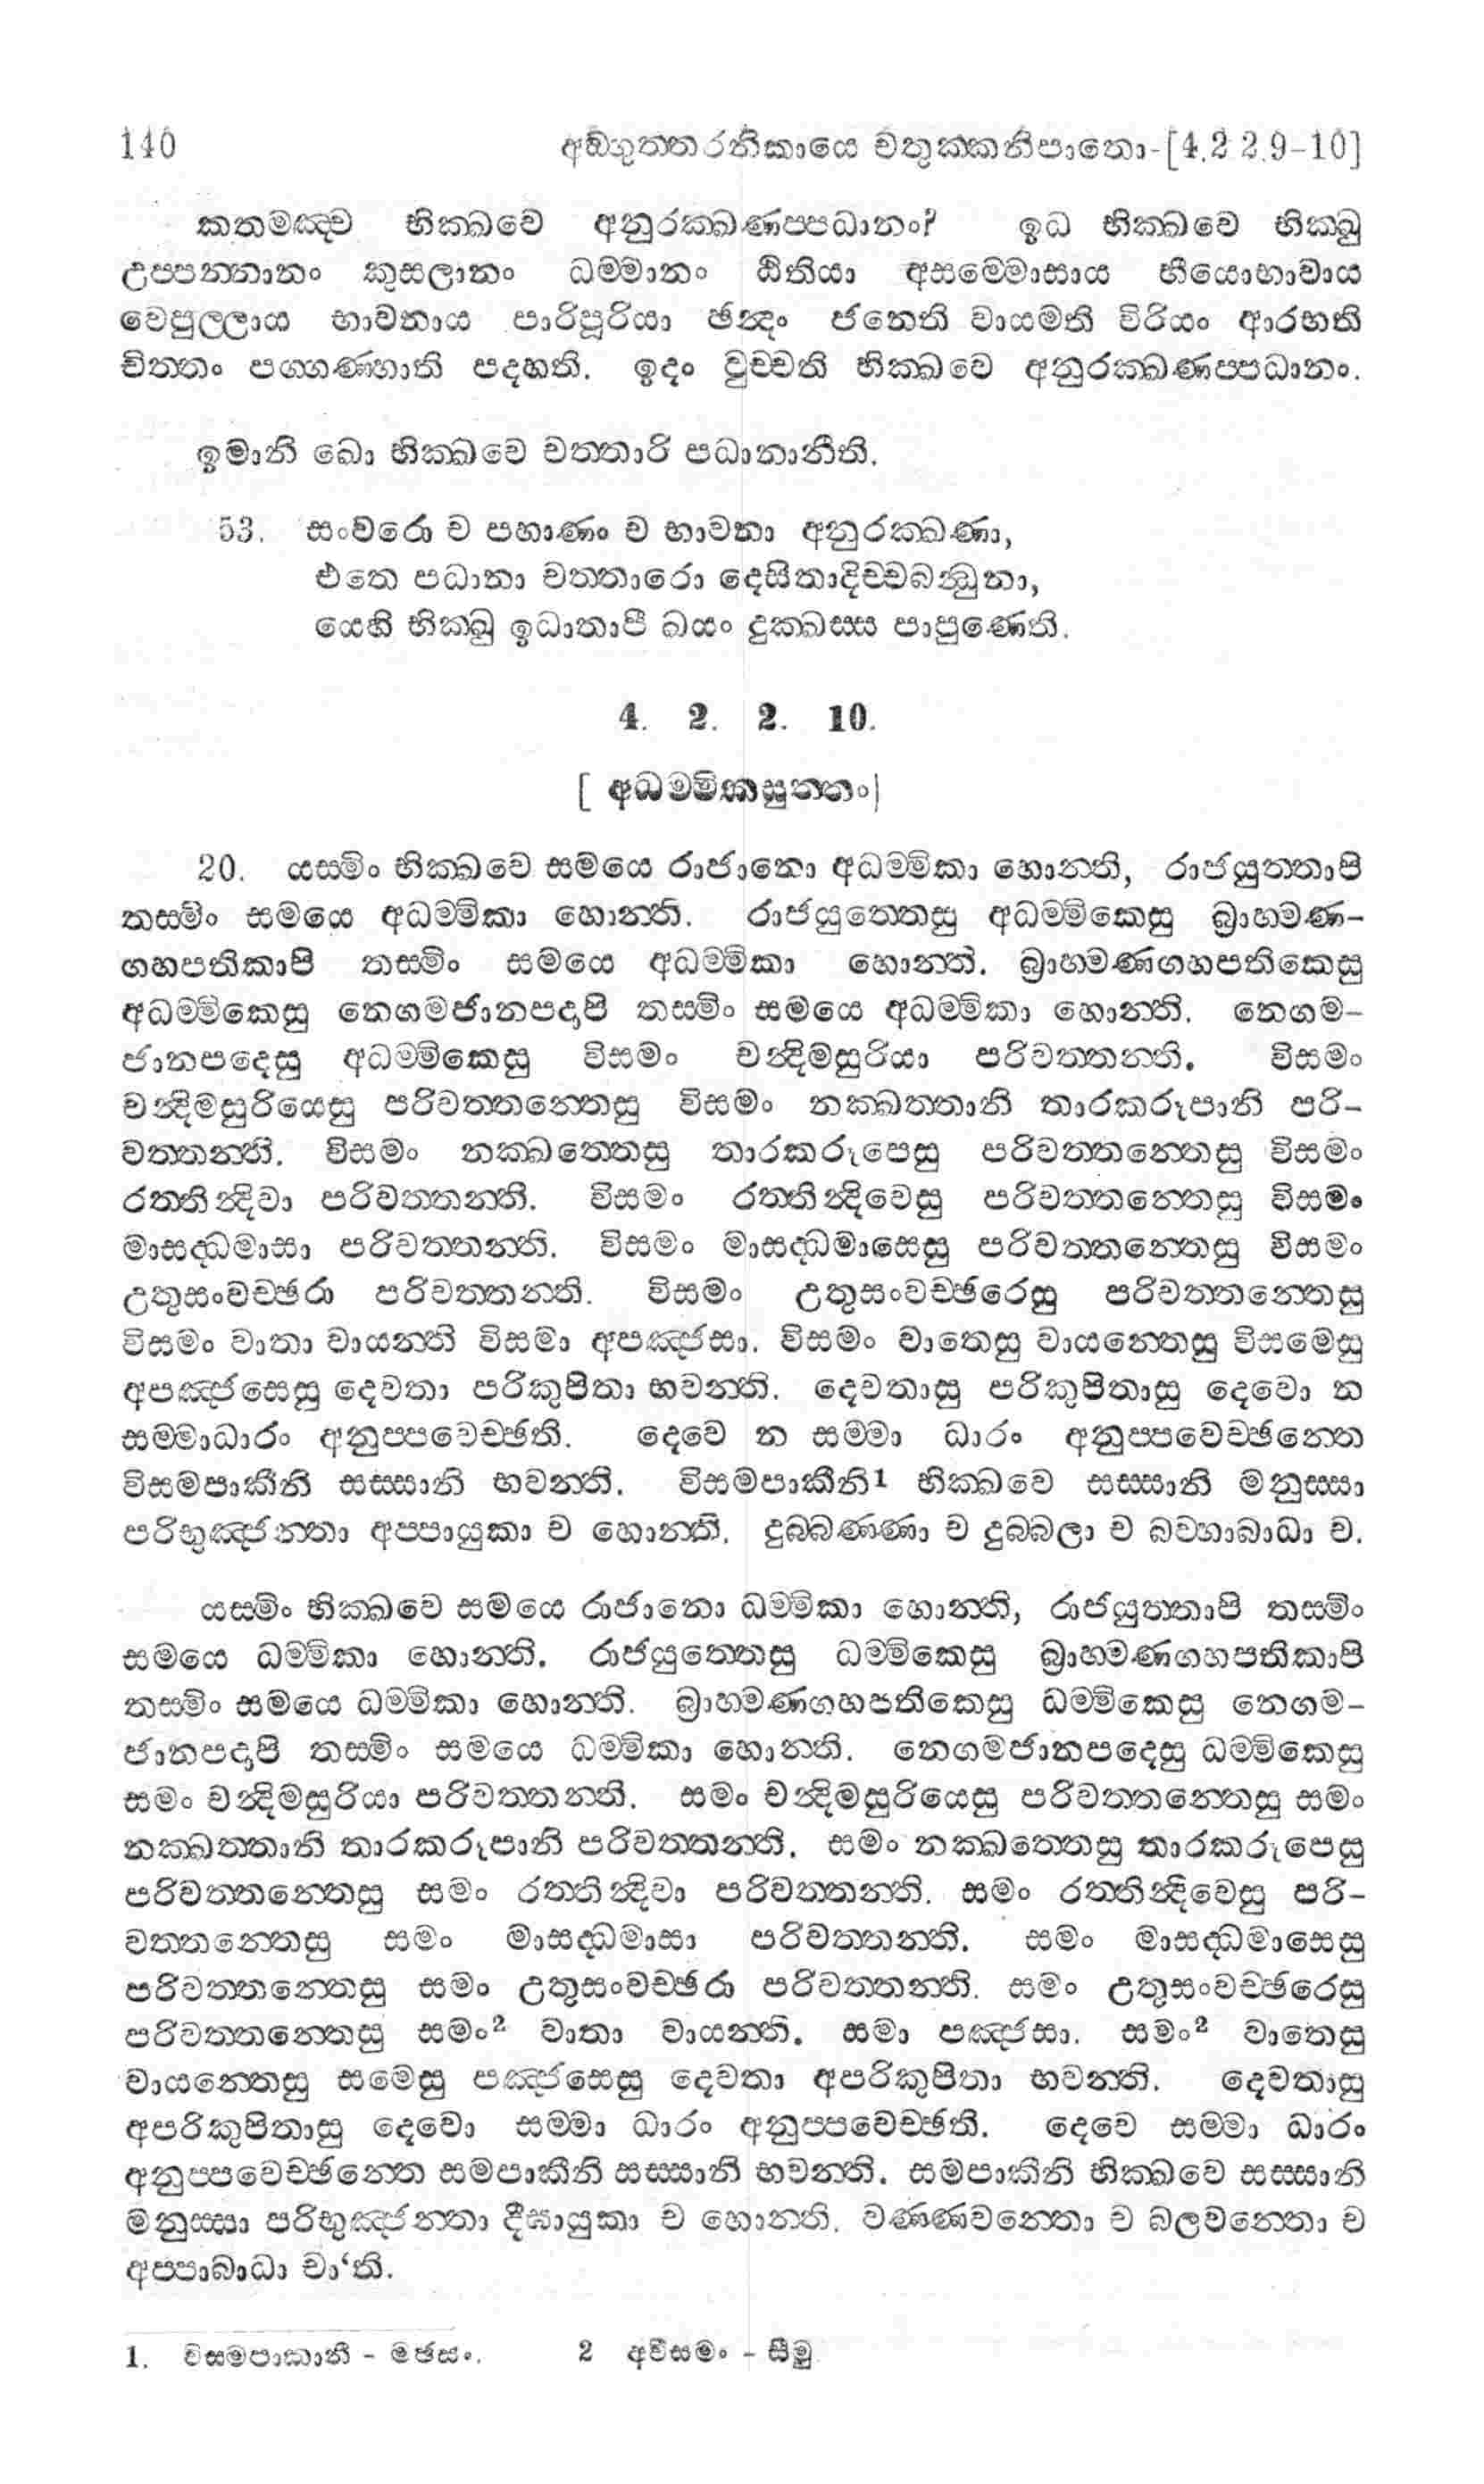 140 අඞ්ගුත්තරනිකායෙ චතුක්කනිපාතො-[4.2 2.9-10]
කතමඤ්ච භික්ඛවෙ අනුරක්ඛණප්පධානං? ඉධ භික්ඛවෙ භික්ඛු
උප්පන්නානං කුසලානං ධම්මානං ඨිතියා අසම්මොසාය භීයොභාවාය
වෙපුල්ලාය භාවනාය පාරිපූරියා ඡන්දං ජනෙති වායමති විරියං ආරභති
චිත්තං පග්ගණ්හාති පදහති. ඉදං වුච්චති භික්ඛවෙ අනුරක්ඛණප්පධානං.
ඉමානි ඛො භික්ඛවෙ චත්තාරි පධානානීති.
53. සංවරො ච පහාණං ච භාවනා අනුරක්ඛණා,
එතෙ පධානා චත්තාරො දෙසිතාදිච්චබන්ධුනා,
යෙහි භික්ඛු ඉධාතාපී ඛයං දුක්ඛස්ස පාපුණෙති.
4. 2. 2. 10.
[ අධම්මිකසුත්තං]
20. යස්මිං භික්ඛවෙ සමයෙ රාජානො අධම්මිකා හොන්ති, රාජයුත්තාපි
තස්මිං සමයෙ අධම්මිකා හොන්ති. රාජයුත්තෙසු අධම්මිකෙසු බ්‍රාහ්මණ-
ගහපතිකාපි තස්මිං සමයෙ අධම්මිකා හොන්ති. බ්‍රාහ්මණගහපතිකෙසු
අධම්මිකෙසු නෙගමජානපදාපි තස්මිං සමයෙ අධම්මිකා හොන්ති. නෙගම-
ජානපදෙසු අධම්මිකෙසු විසමං චන්දිමසුරියා පරිවත්තන්ති. විසමං
චන්දිමසුරියෙසු පරිවත්තන්තෙසු විසමං නක්ඛත්තානි තාරකරූපානි පරි-
වත්තන්ති. විසමං නක්ඛත්තෙසු තාරකරූපෙසු පරිවත්තන්තෙසු විසමං
රත්තින්දිවා පරිවත්තන්ති. විසමං රත්තින්දිවෙසු පරිවත්තන්තෙසු විසමං
මාසද්ධමාසා පරිවත්තන්ති. විසමං මාසද්ධමාසෙසු පරිවත්තන්තෙසු විසමං
උතුසංවච්ඡරා පරිවත්තන්ති. විසමං උතුසංවච්ඡරෙසු පරිවත්තන්තෙසු
විසමං වාතා වායන්ති විසමා අපඤ්ජසා. විසමං වාතෙසු වායන්තෙසු විසමෙසු
අපඤ්ජසෙසු දෙවතා පරිකුපිතා භවන්ති. දෙවතාසු පරිකුපිතාසු දෙවො න
සම්මාධාරං අනුප්පවෙච්ඡති. දෙවෙ න සම්මා ධාරං අනුප්පවෙච්ඡන්තෙ
විසමපාකීනි සස්සානි භවන්ති. විසමපාකීනි1 භික්ඛවෙ සස්සානි මනුස්සා
පරිභුඤ්ජන්තා අප්පායුකා ච හොන්ති. දුබ්බණ්ණා ච දුබ්බලා ච බව්හාබාධා ච.
යස්මිං භික්ඛවෙ සමයෙ රාජානො ධම්මිකා හොන්ති, රාජයුත්තාපි තස්මිං
සමයෙ ධම්මිකා හොන්ති. රාජයුත්තෙසු ධම්මිකෙසු බ්‍රාහ්මණගහපතිකාපි
තස්මිං සමයෙ ධම්මිකා හොන්ති. බ්‍රාහ්මණගහපතිකෙසු ධම්මිකෙසු නෙගම-
ජානපදාපි තස්මිං සමයෙ ධම්මිකා හොන්ති. නෙගමජානපදෙසු ධම්මිකෙසු
සමං චන්දිමසුරියා පරිවත්තන්ති. සමං චන්දිමසුරියෙසු පරිවත්තන්තෙසු සමං
නක්ඛත්තානි තාරකරූපානි පරිවත්තන්ති. සමං නක්ඛත්තෙසු තාරකරූපෙසු
පරිවත්තන්තෙසු සමං රත්තින්දිවා පරිවත්තන්ති. සමං රත්තින්දිවෙසු පරි-
වත්තන්තෙසු සමං මාසද්ධමාසා පරිවත්තන්ති. සමං මාසද්ධමාසෙසු
පරිවත්තන්තෙසු සමං උතුසංවච්ඡරා පරිවත්තන්ති. සමං උතුසංවච්ඡරෙසු
පරිවත්තන්තෙසු සමං2 වාතා වායන්ති. සමා පඤ්ජසා. සමං2 වාතෙසු
වායන්තෙසු සමෙසු පඤ්ජසෙසු දෙවතා අපරිකුපිතා භවන්ති. දෙවතාසු
අපරිකුපිතාසු දෙවො සම්මා ධාරං අනුප්පවෙච්ඡති. දෙවෙ සම්මා ධාරං
අනුප්පවෙච්ඡන්තෙ සමපාකීනි සස්සානි භවන්ති. සමපාකීනි භික්ඛවෙ සස්සානි
මනුස්සා පරිභුඤ්ජන්තා දීඝායුකා ච හොන්ති. වණ්ණවන්තො ච බලවන්තො ච
අප්පාබාධා චා‘ති.
1. විසමපාකානි - මඡසං. 2 අවිසමං - සීමු